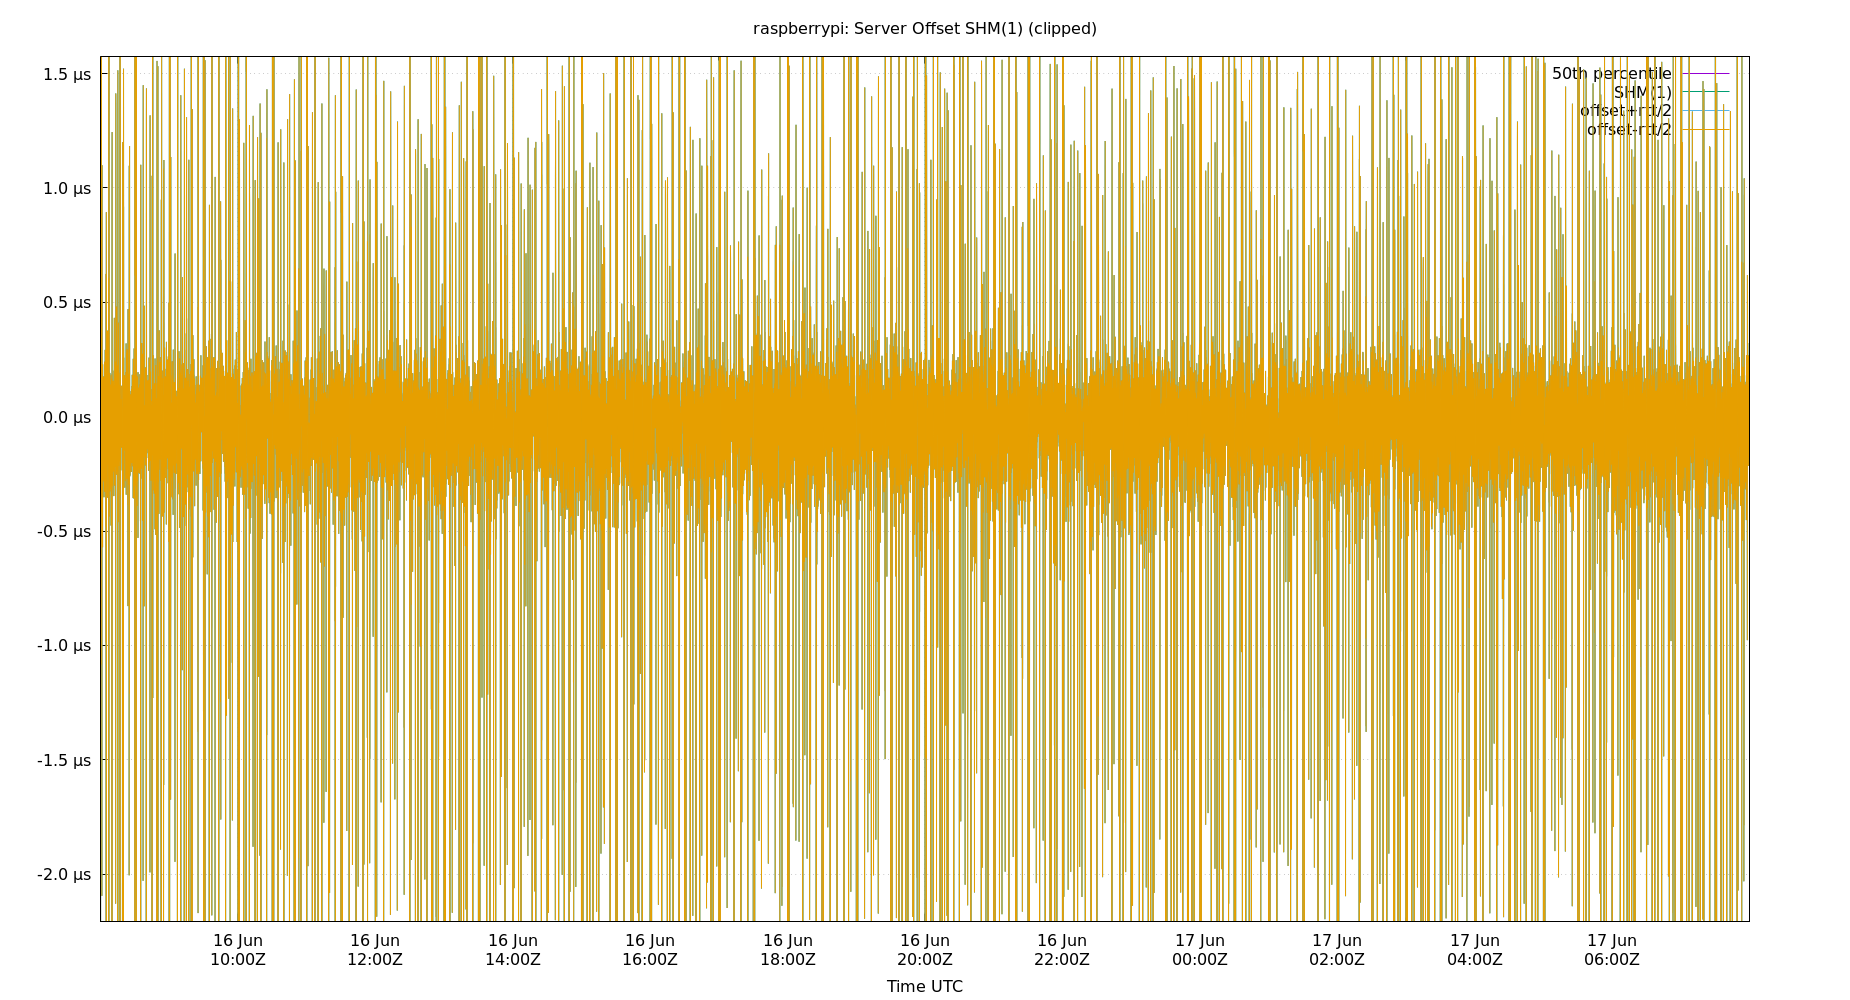 raspberrypi: Server Offset SHM(1) (clipped)
1.5 µs
1.0 µs
0.5 µs
0.0 µs
-0.5 µs
-1.0 µs
-1.5 µs
-2.0 µs
50th percentile
SHM(1)
offset+rtt/2
offset-rtt/2
16 Jun 16 Jun 16 Jun 16 Jun 16 Jun 16 Jun 16 Jun 17 Jun 17 Jun 17 Jun 17 Jun
10:00Z 12:00Z 14:00Z 16:00Z 18:00Z 20:00Z 22:00Z 00:00Z 02:00Z 04:00Z 06:00Z
Time UTC